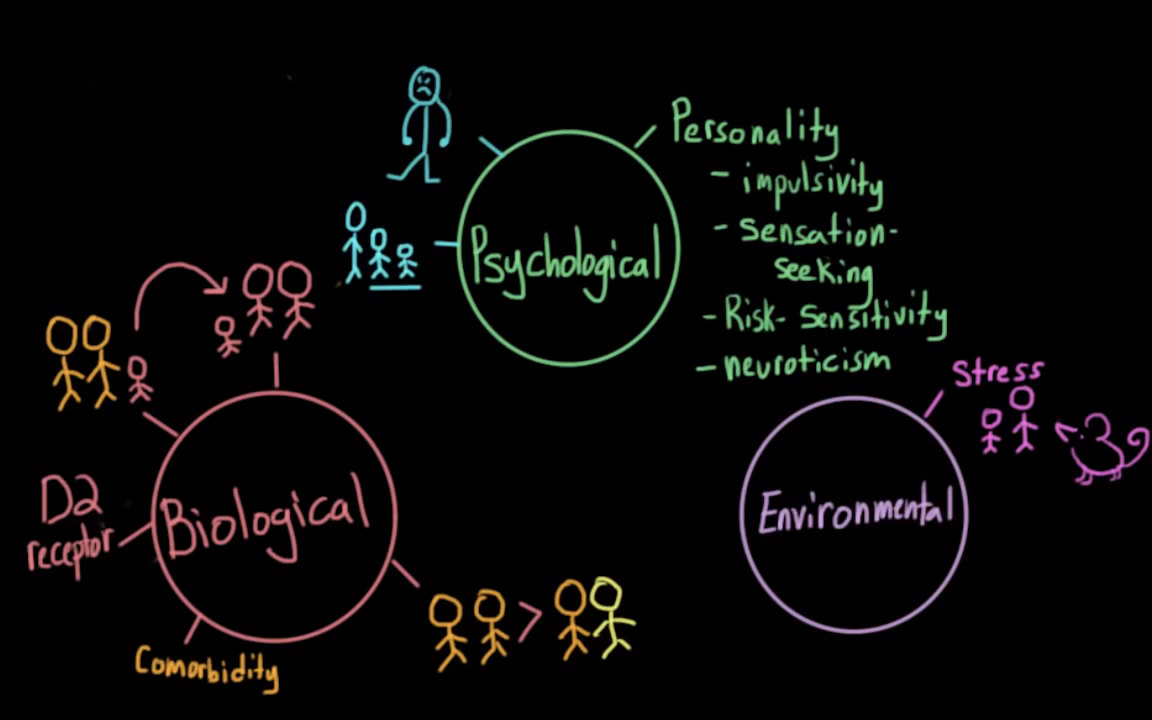 Personality
- impulsivity
- Sensation-
Seeking
- Risk- Sensitivity
- neuroticism
Psychological
Stress
D2
receptor
Biological
Environmental
>
Comorbidity